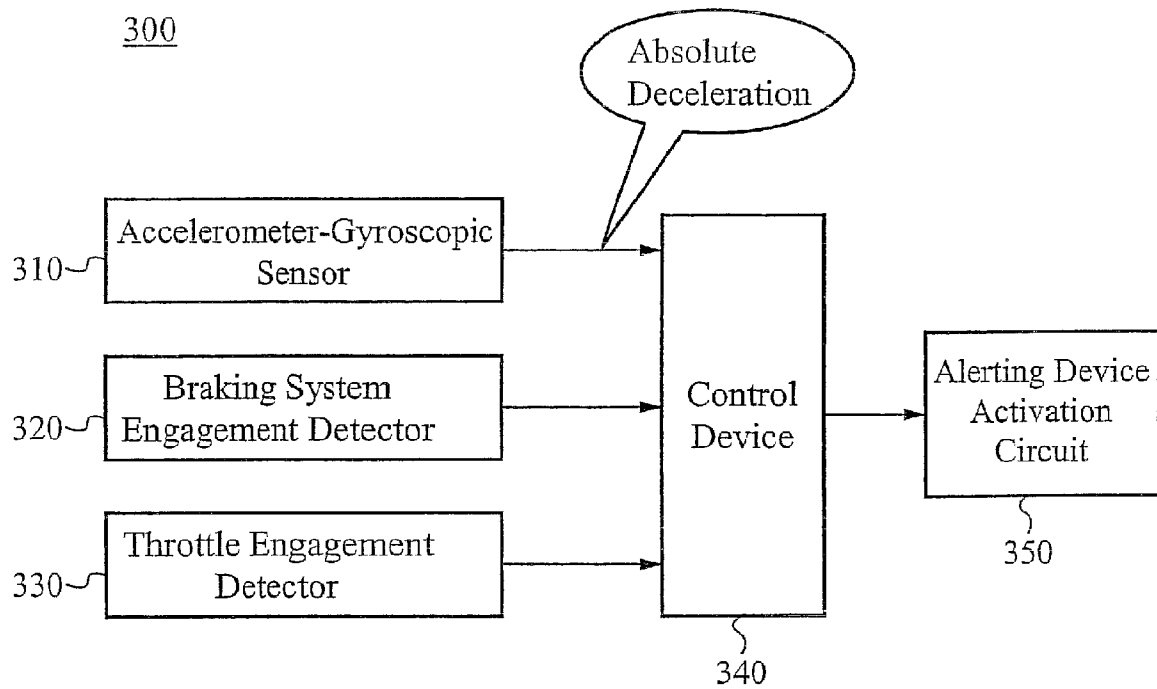 300
Absolute
Deceleration
Accelerometer-Gyroscopic
Sensor
310
Braking System
Engagement Detector
320
Throttle Engagement
Detector
330
Control
Device
340
Alerting Device
Activation
Circuit
350